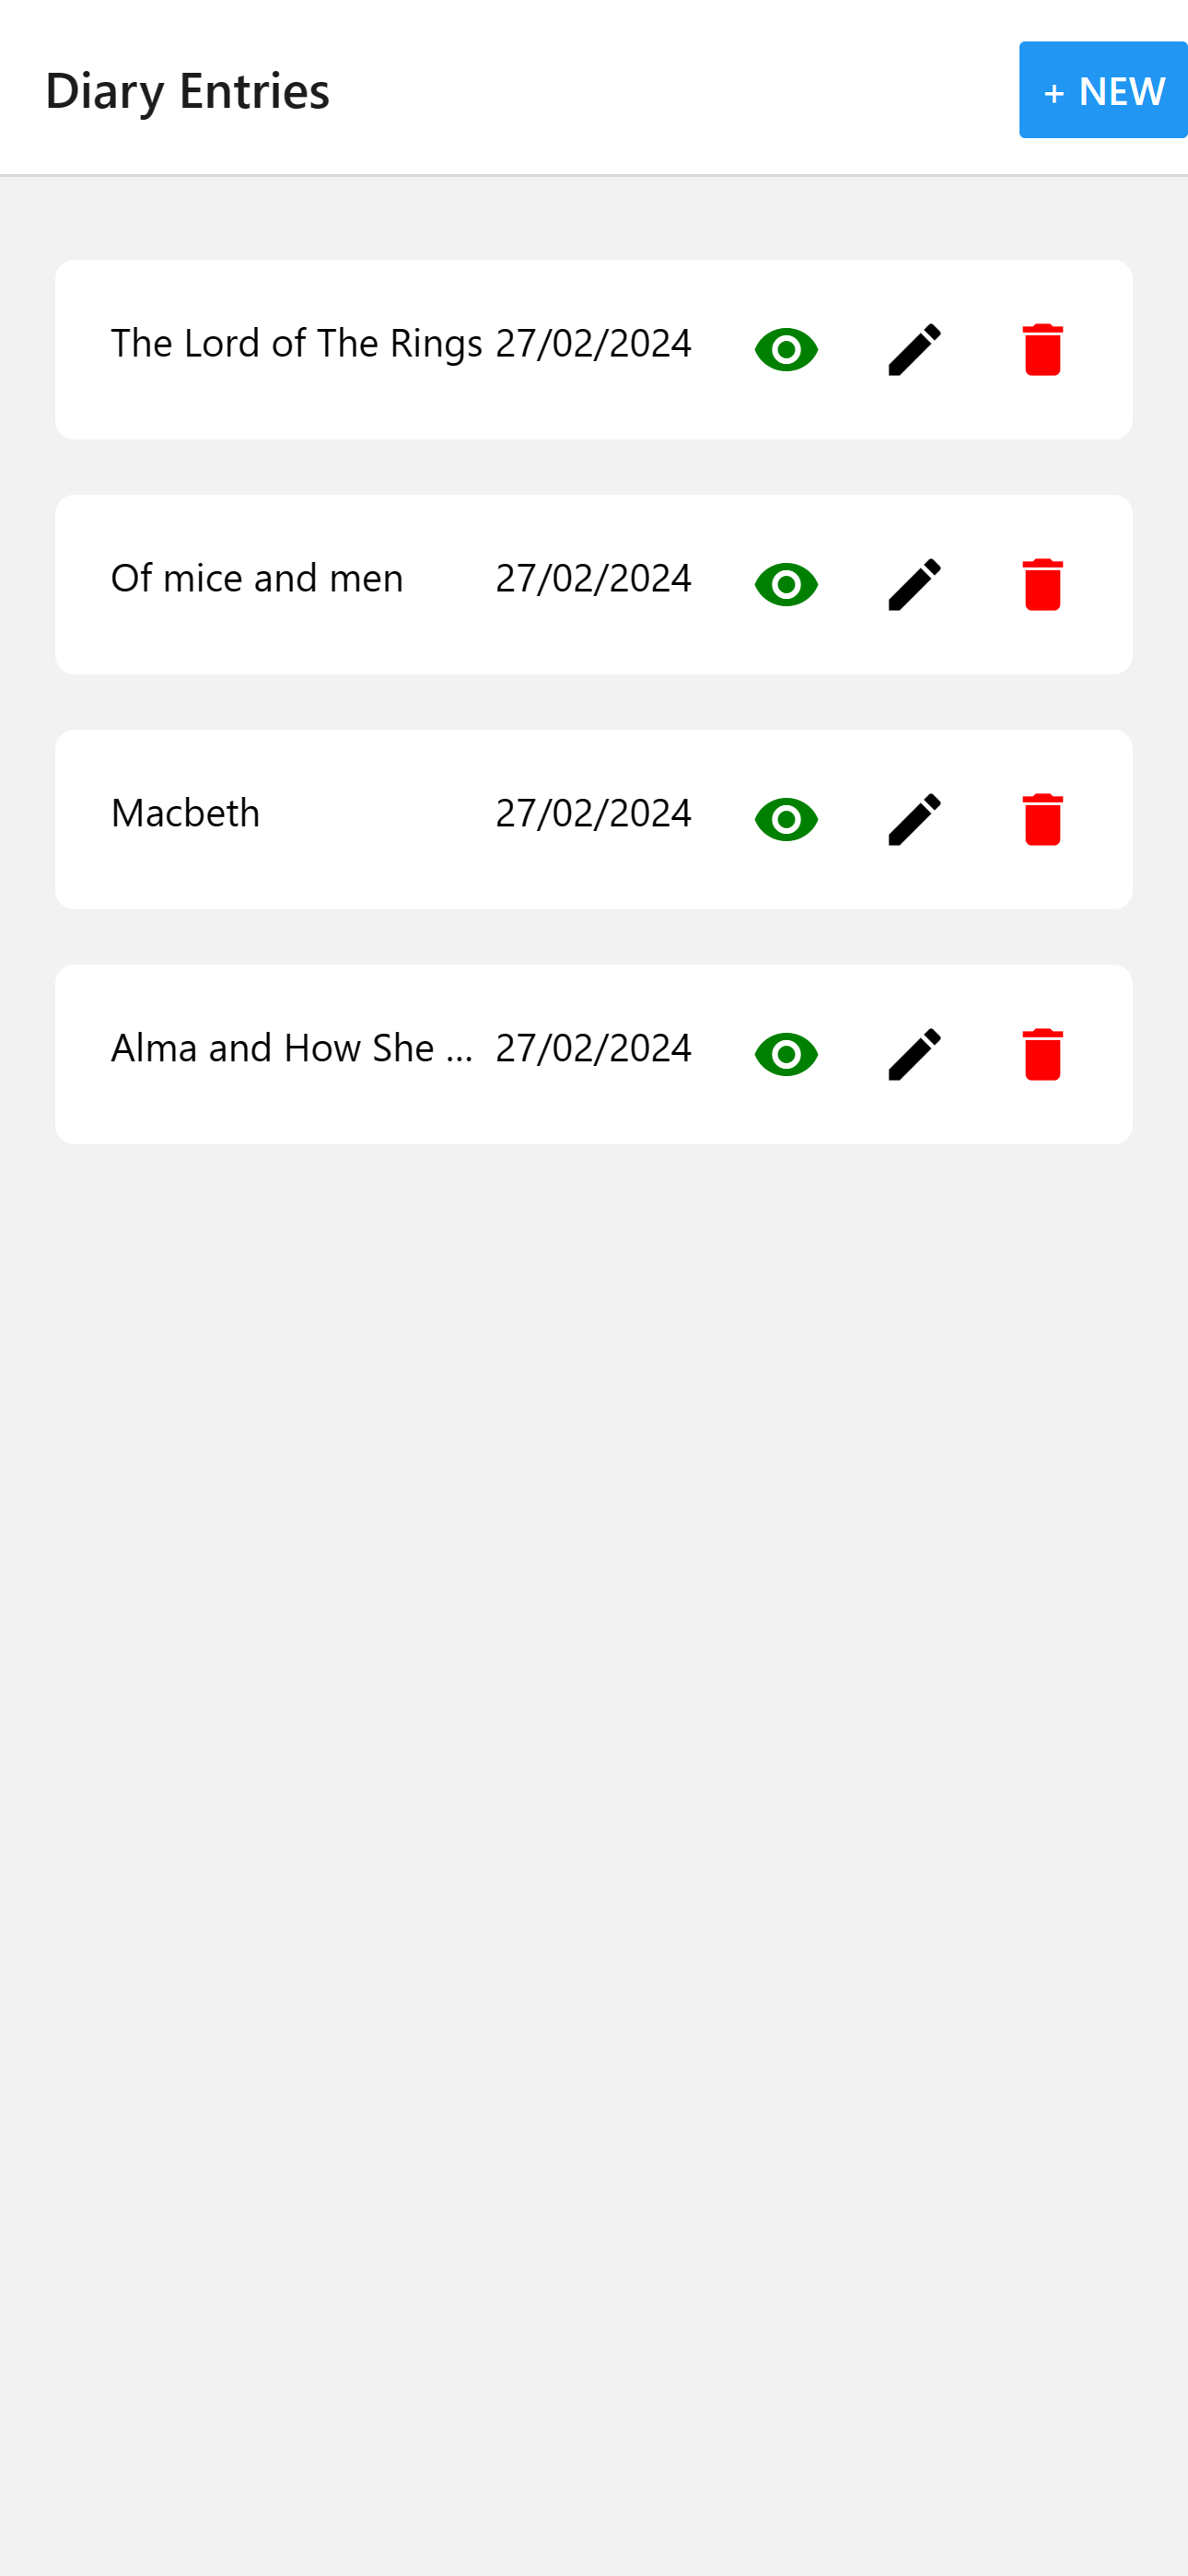 Diary Entries + NEW
The Lord of The Rings 27/02/2024
Of mice and men 27/02/2024
Macbeth 27/02/2024
Alma and How She ... 27/02/2024